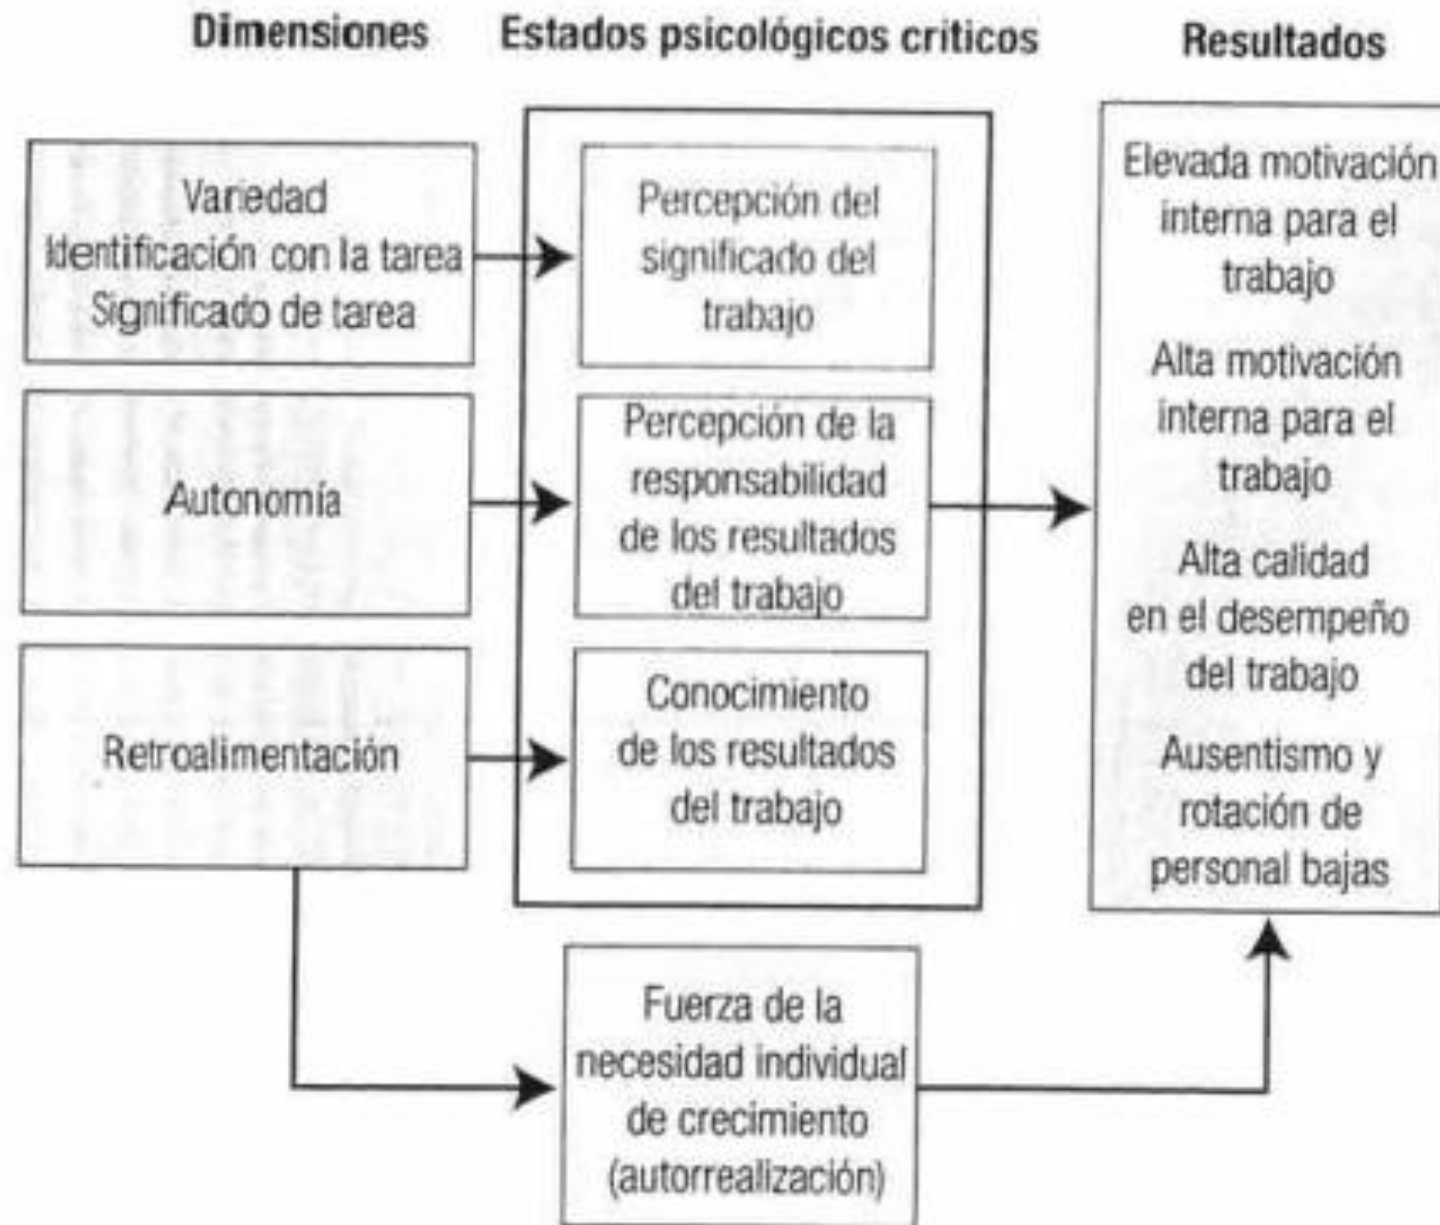 Dimensiones
Estados psicológicos criticos
Resultados
Variedad
Identificación con la tarea
Significado de tarea
Percepción del
significado del
trabajo
Autonomía
Percepción de la
responsabilidad
de los resultados
del trabajo
Retroalimentación
Conocimiento
de los resultados
del trabajo
Elevada motivación
interna para el
trabajo
Alta motivación
interna para el
trabajo
Alta calidad
en el desempeño
del trabajo
Ausentismo y
rotación de
personal bajas
Fuerza de la
necesidad individual
de crecimiento
(autorrealización)